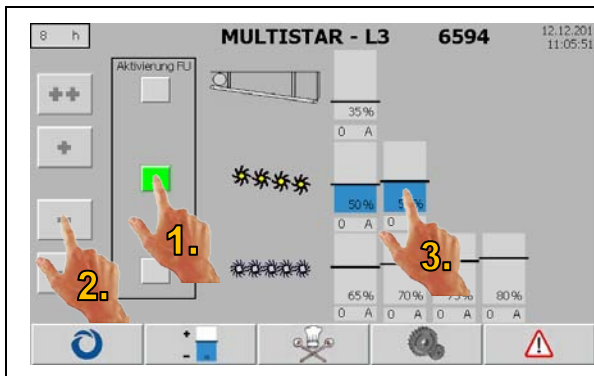 8 h
MULTISTAR - L3 6594
12.12.201
11:05:51
Aktivierung FU
++
35%
0 A
+
50%
0 A 0
1.
2.
3.
65% 70% 80%
0 A 0 A 0 A 0 A
+
-